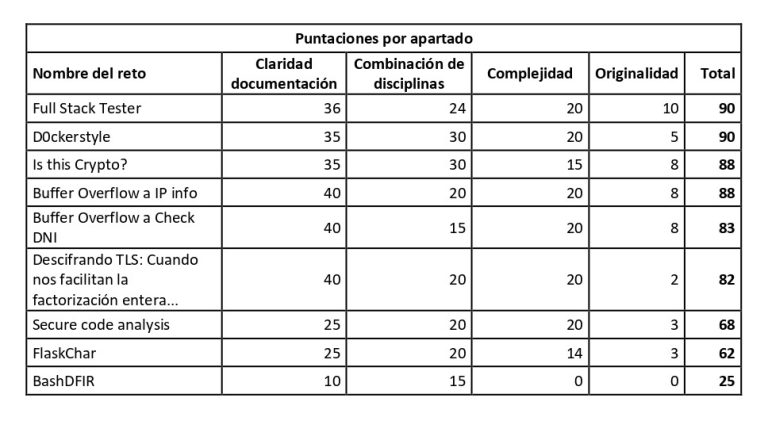 Puntaciones por apartado
Nombre del reto Claridad documentación Combinación de disciplinas Complejidad Originalidad Total
Full Stack Tester 36 24 20 10 90
D0ckerstyle 35 30 20 5 90
Is this Crypto? 35 30 15 8 88
Buffer Overflow a IP info 40 20 20 8 88
Buffer Overflow a Check
DNI 40 15 20 8 83
Descifrando TLS: Cuando
nos facilitan la
factorización entera... 40 20 20 2 82
Secure code analysis 25 20 20 3 68
FlaskChar 25 20 14 3 62
BashDFIR 10 15 0 0 25